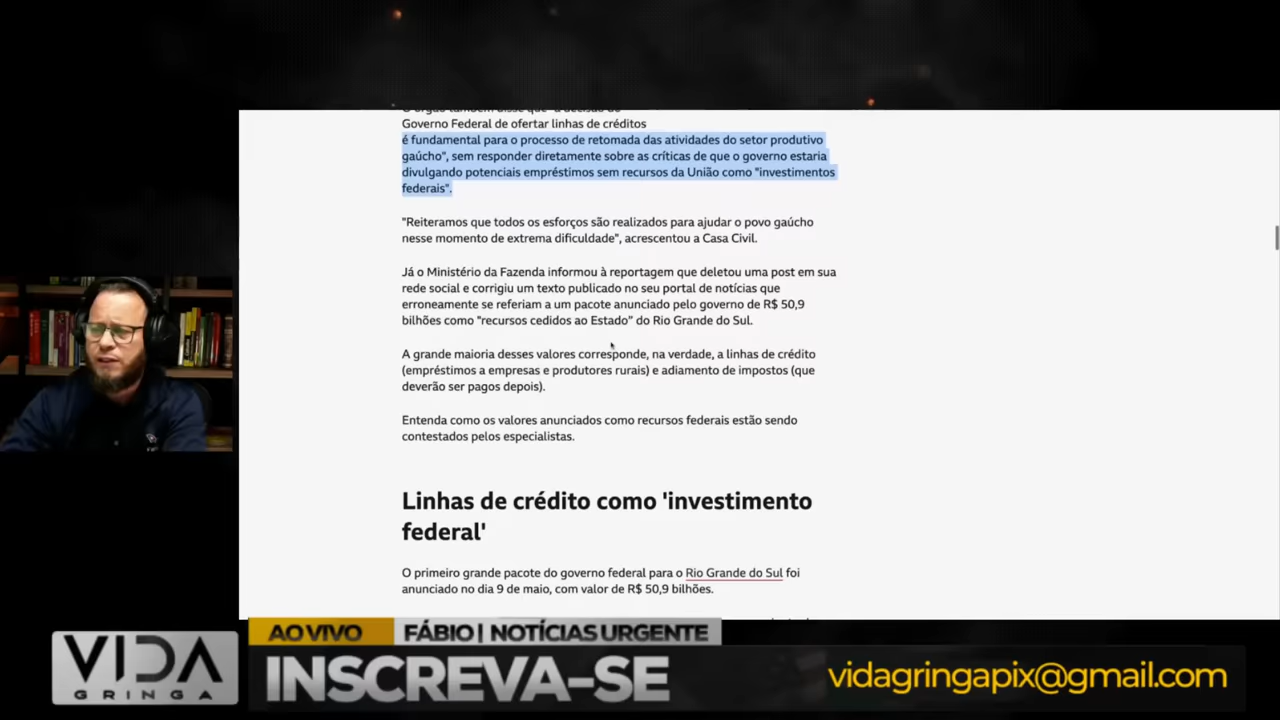 Governo Federal de ofertar linhas de créditos
é fundamental para o processo de retomada das atividades do setor produtivo
gaúcho", sem responder diretamente sobre as críticas de que o governo estaria
divulgando potenciais empréstimos sem recursos da União como "investimentos
federais".
"Reiteramos que todos os esforços são realizados para ajudar o povo gaúcho
nesse momento de extrema dificuldade", acrescentou a Casa Civil.
Já o Ministério da Fazenda informou à reportagem que deletou uma post em sua
rede social e corrigiu um texto publicado no seu portal de notícias que
erroneamente se referiam a um pacote anunciado pelo governo de R$ 50,9
bilhões como "recursos cedidos ao Estado" do Rio Grande do Sul.
A grande maioria desses valores corresponde, na verdade, a linhas de crédito
(empréstimos a empresas e produtores rurais) e adiamento de impostos (que
deverão ser pagos depois).
Entenda como os valores anunciados como recursos federais estão sendo
contestados pelos especialistas.
Linhas de crédito como 'investimento
federal'
O primeiro grande pacote do governo federal para o Rio Grande do Sul foi
anunciado no dia 9 de maio, com valor de R$ 50,9 bilhões.
AO VIVO FÁBIO | NOTÍCIAS URGENTE
VIDA
GRINGA
INSCREVA-SE
vidagringapix@gmail.com